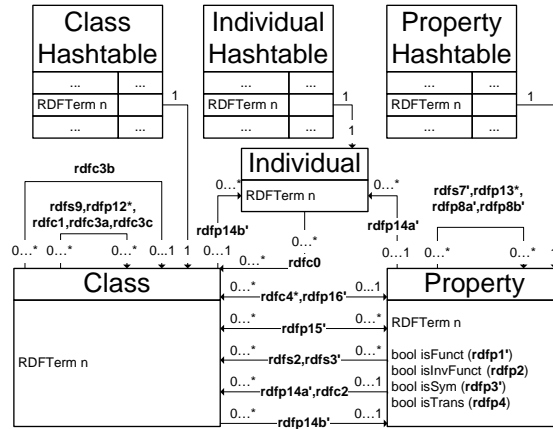 Class
Hashtable
Individual
Hashtable
Property
Hashtable
... ...
... ...
... ...
RDFTerm n
RDFTerm n
RDFTerm n
... ...
... ...
... ...
1
1
1
1
Individual
RDFTerm n
rdfc3b
rdfs9,rdfp12*,
rdfc1,rdfc3a,rdfc3c
0...*
rdfp14b'
0...*
rdfp14a'
rdfs7',rdfp13*,
rdfp8a',rdfp8b'
0...* 0...* 0...* 0...1 1 0...1
0...*
0...* rdfc0
0...1 0...* 0...* 1
Class
RDFTerm n
Property
RDFTerm n
bool isFunct (rdfp1')
bool isInvFunct (rdfp2)
bool isSym (rdfp3')
bool isTrans (rdfp4)
0...* 0...1
rdfc4*,rdfp16'
0...* 0...*
rdfp15'
0...* 0...*
rdfs2,rdfs3'
0...* 0...1
rdfp14a',rdfc2
0...* 0...1
rdfp14b'